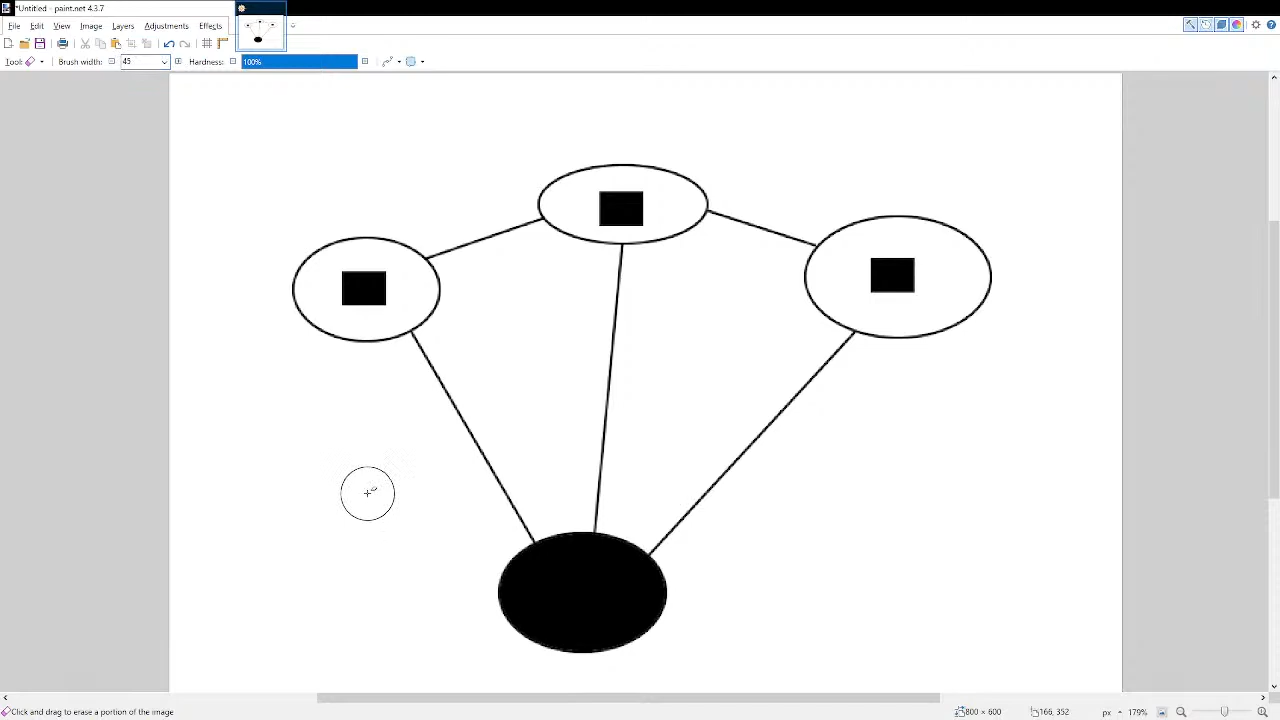 *Untitled - paint.net 4.3.7
File Edit View Image Layers Adjustments Effects
Tool: Brush width: 45 Hardness: 100%
Click and drag to erase a portion of the image 800 × 600 166, 352 px 179%